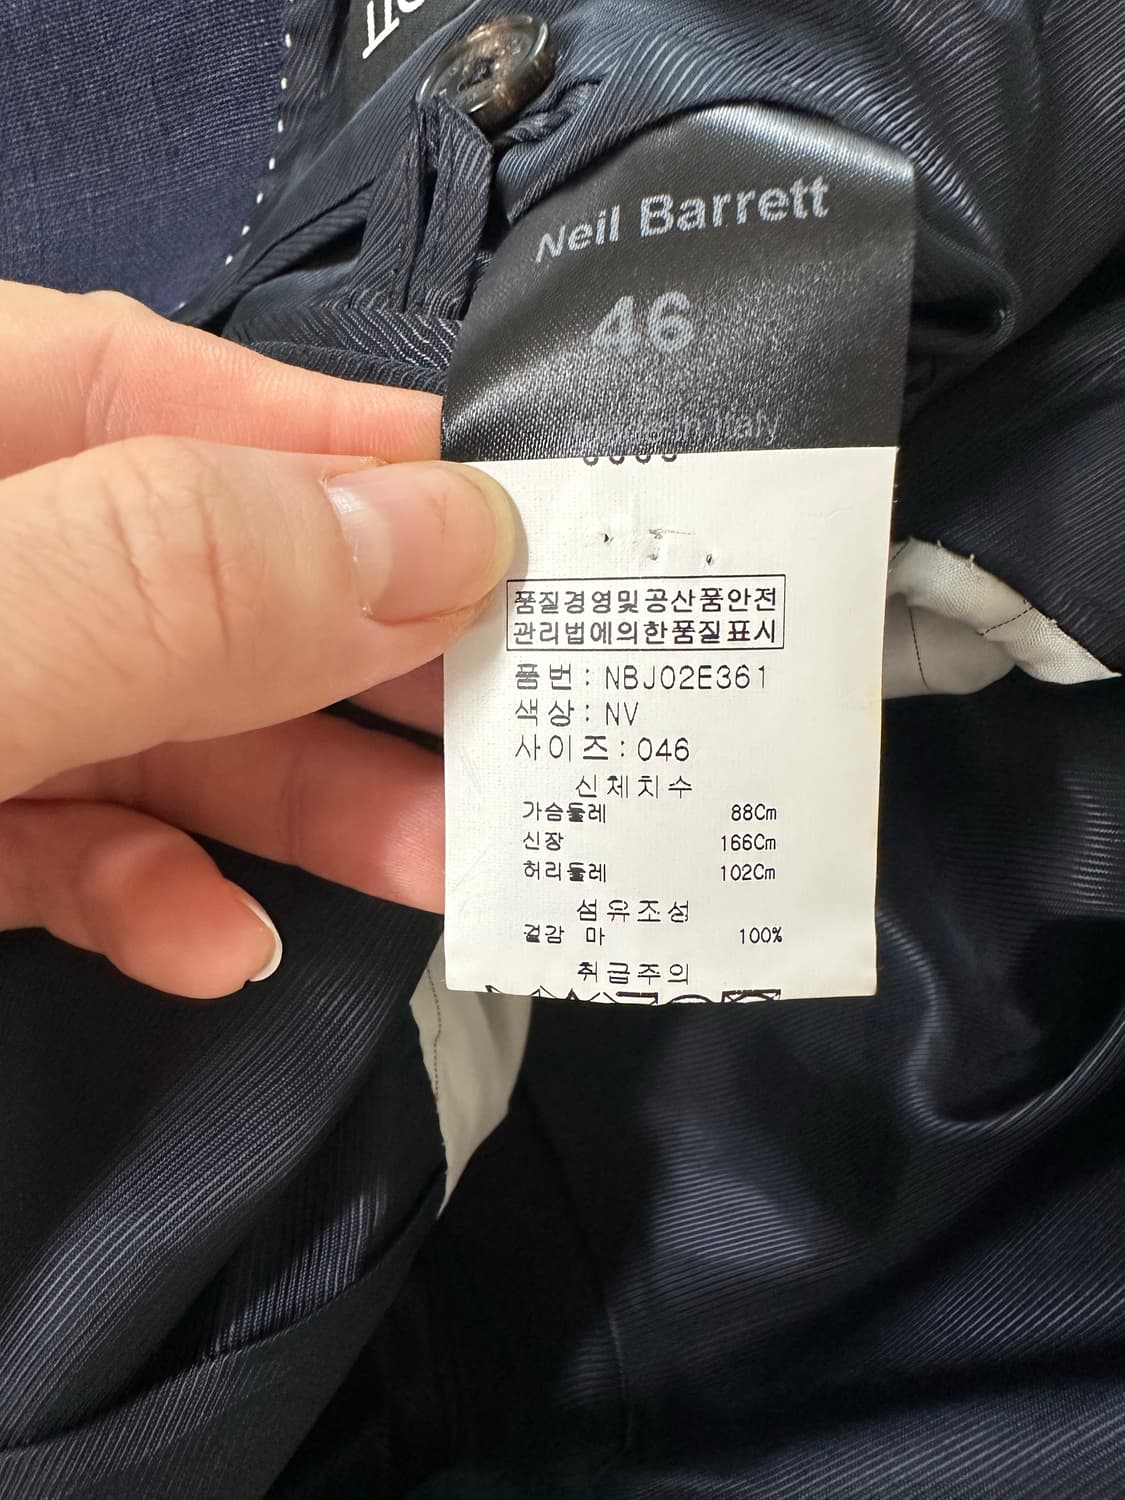 Neil Barrett
46
in Italy
품질경영및공산품안전
관리법에의한품질표시
품번: NBJ02E361
색상: NV
사이즈: 046
신체치수
가슴둘레 88Cm
신장 166Cm
허리둘레 102Cm
섬유조성
겉감 마 100%
취급주의